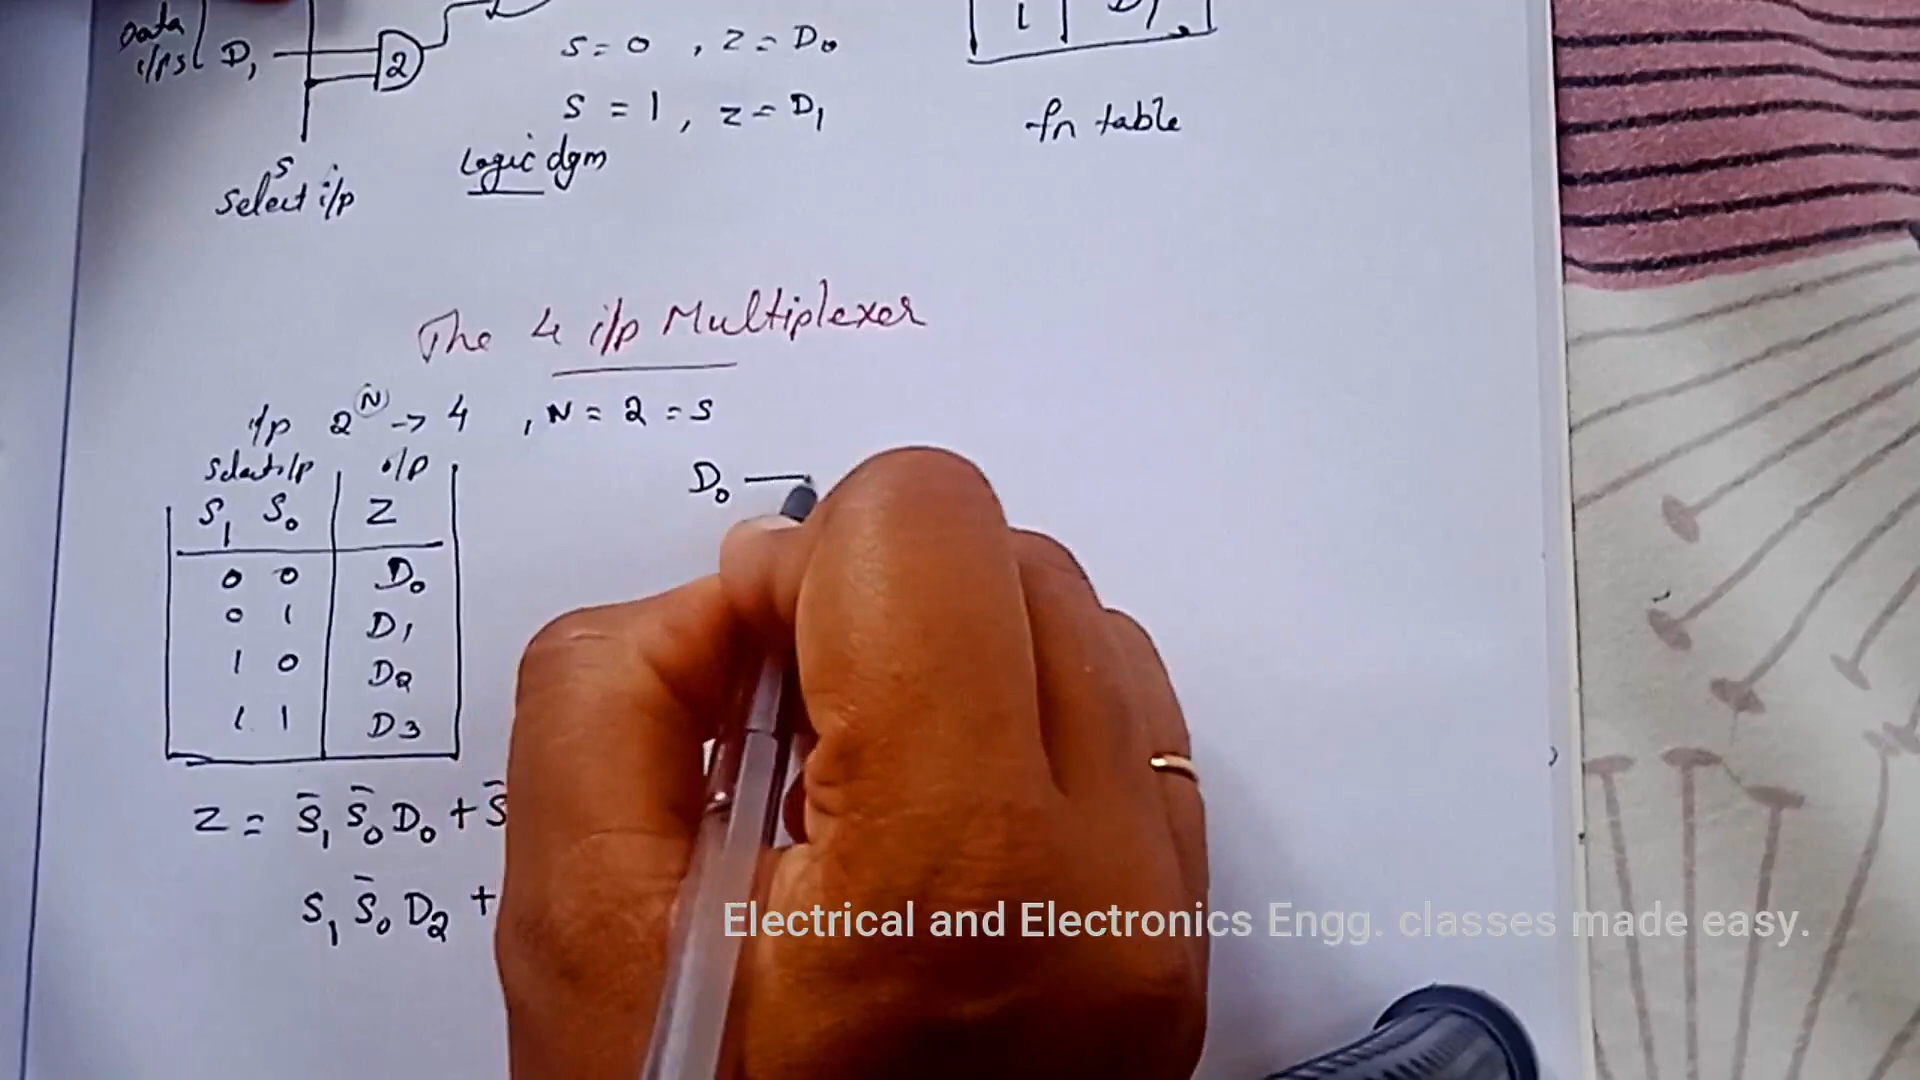 Data
i/ps D₁ 2
S = 0 , Z = D₀
S = 1 , Z = D₁
S
Select i/p
Logic dgm
1
fn table
The 4 i/p Multiplexer
i/p 2^N -> 4 , N = 2 = S
Select i/p o/p
S₁ S₀ Z
0 0 D₀
0 1 D₁
1 0 D2
1 1 D3
Z = S̄₁ S̄₀ D₀ + S̄
S₁ S̄₀ D₂ +
D₀
Electrical and Electronics Engg. classes made easy.